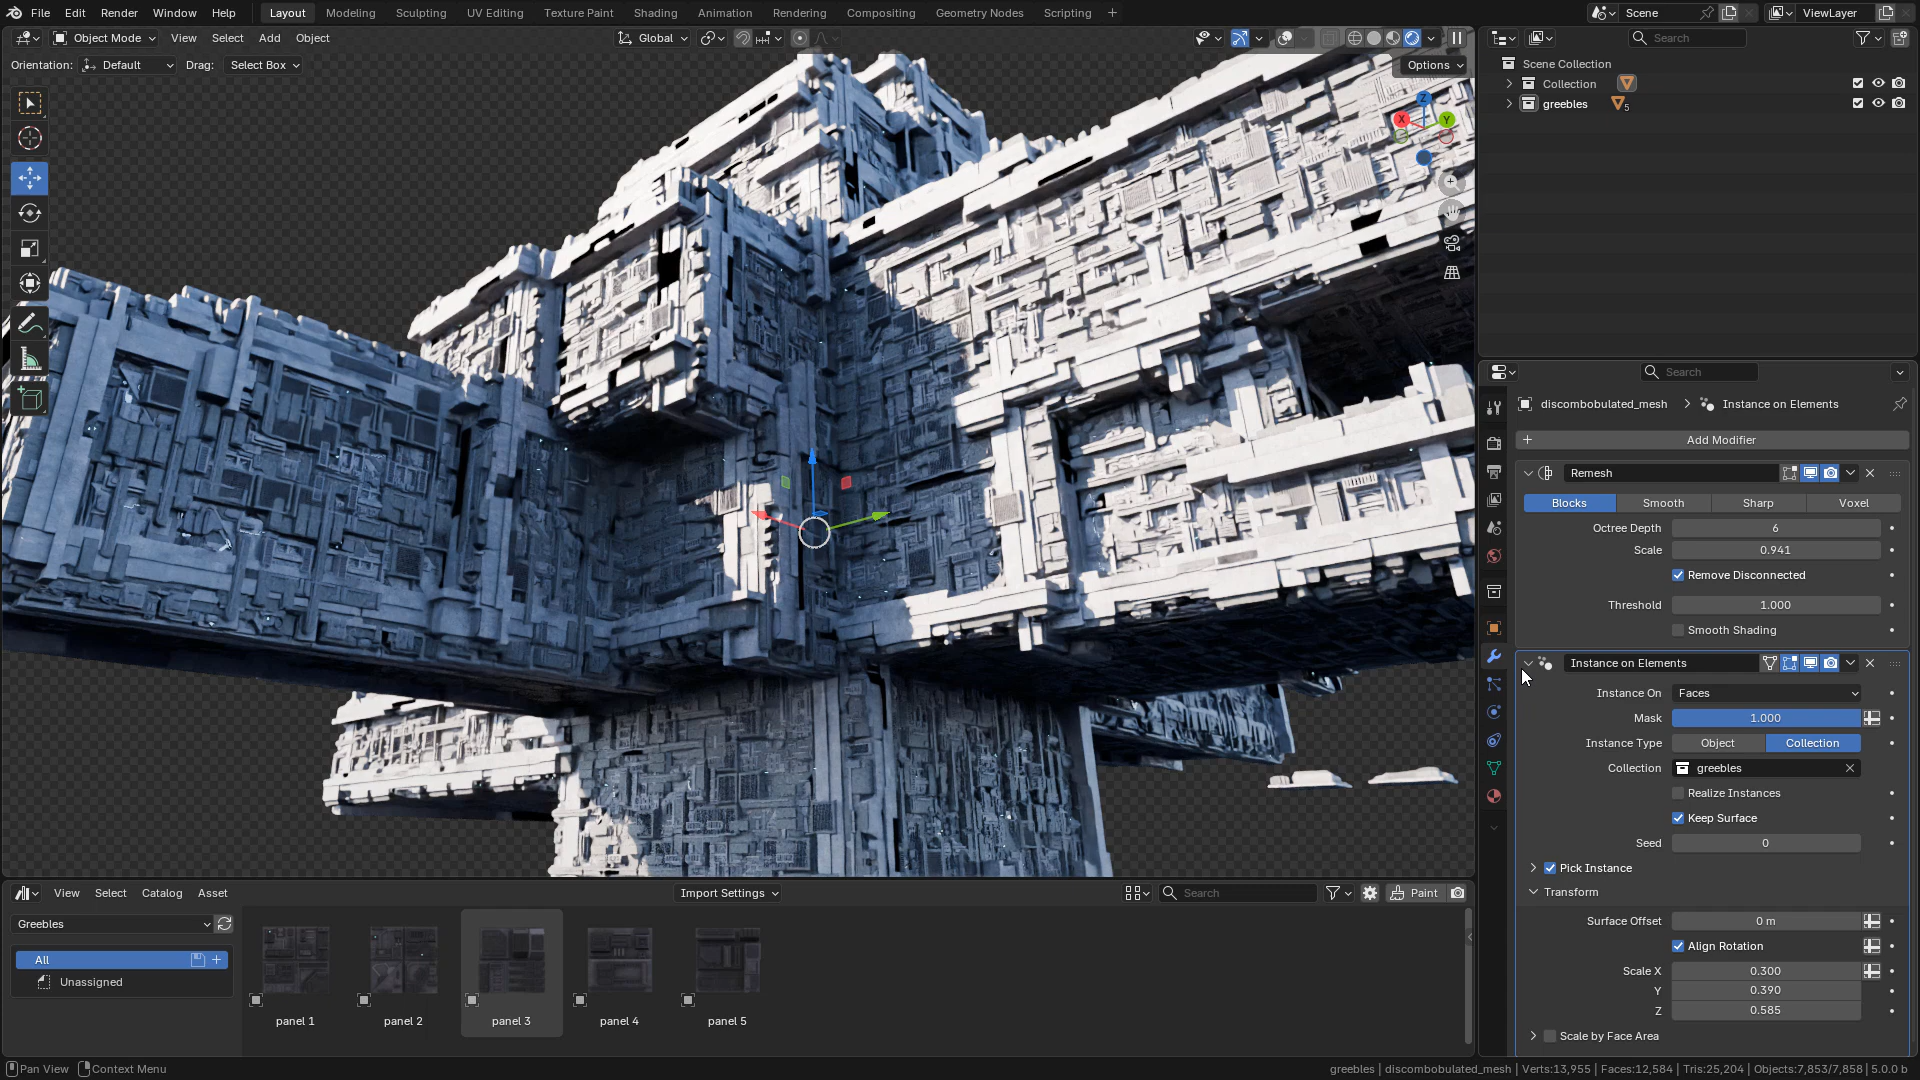 File Edit Render Window Help Layout Modeling Sculpting UV Editing Texture Paint Shading Animation Rendering Compositing Geometry Nodes Scripting + Scene ViewLayer
Object Mode View Select Add Object Global Search
Orientation: Default Drag: Select Box Options
Scene Collection
Collection
greebles 5
Z
X Y
Search
discombobulated_mesh > Instance on Elements
+ Add Modifier
Remesh
Blocks Smooth Sharp Voxel
Octree Depth 6
Scale 0.941
Remove Disconnected
Threshold 1.000
Smooth Shading
Instance on Elements
Instance On Faces
Mask 1.000
Instance Type Object Collection
Collection greebles
Realize Instances
Keep Surface
Seed 0
Pick Instance
Transform
Surface Offset 0 m
Align Rotation
Scale X 0.300
Y 0.390
Z 0.585
Scale by Face Area
View Select Catalog Asset Import Settings Search Paint
Greebles
All
Unassigned
panel 1 panel 2 panel 3 panel 4 panel 5
Pan View Context Menu greebles | discombobulated_mesh | Verts:13,955 | Faces:12,584 | Tris:25,204 | Objects:7,853/7,858 | 5.0.0 b